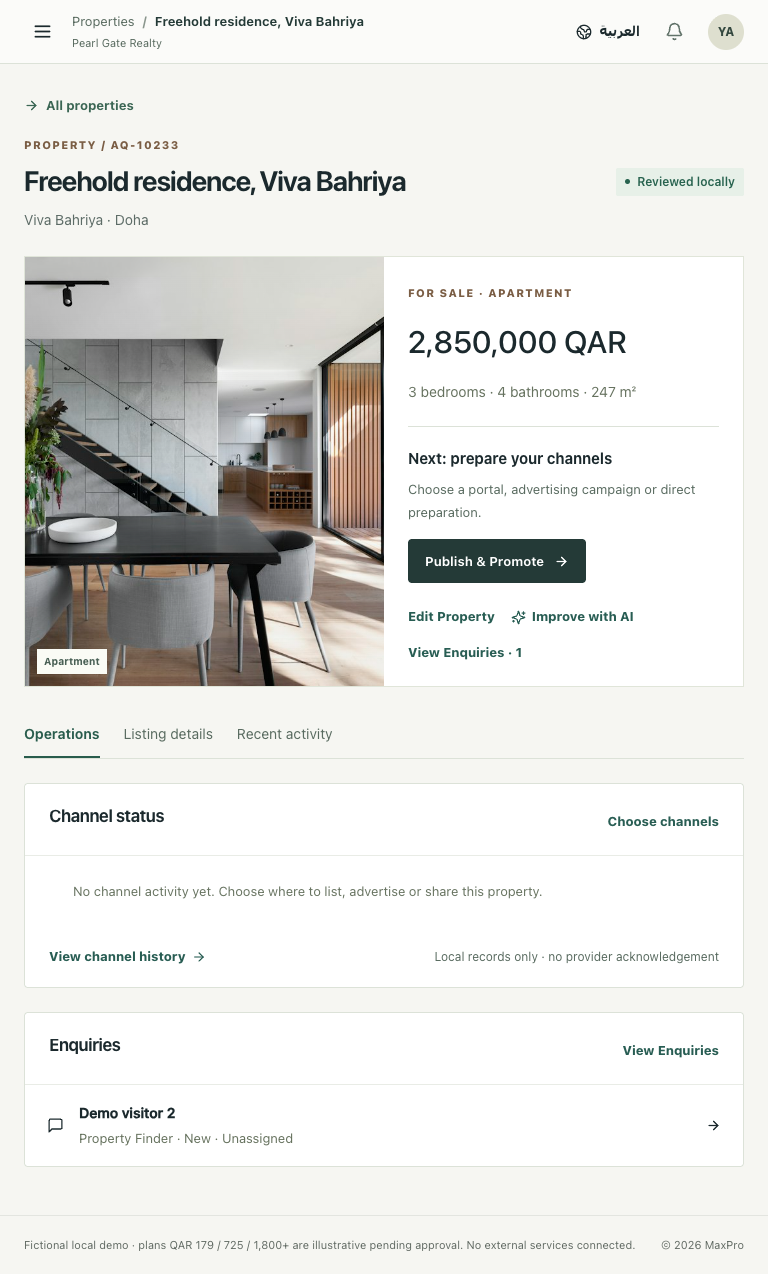 Properties / Freehold residence, Viva Bahriya
Pearl Gate Realty
العربية
YA
All properties
PROPERTY / AQ-10233
Freehold residence, Viva Bahriya
Reviewed locally
Viva Bahriya · Doha
FOR SALE · APARTMENT
2,850,000 QAR
3 bedrooms · 4 bathrooms · 247 m²
Next: prepare your channels
Choose a portal, advertising campaign or direct
preparation.
Publish & Promote
Edit Property
Improve with AI
View Enquiries · 1
Apartment
Operations
Listing details
Recent activity
Channel status
Choose channels
No channel activity yet. Choose where to list, advertise or share this property.
View channel history
Local records only · no provider acknowledgement
Enquiries
View Enquiries
Demo visitor 2
Property Finder · New · Unassigned
Fictional local demo · plans QAR 179 / 725 / 1,800+ are illustrative pending approval. No external services connected.
© 2026 MaxPro